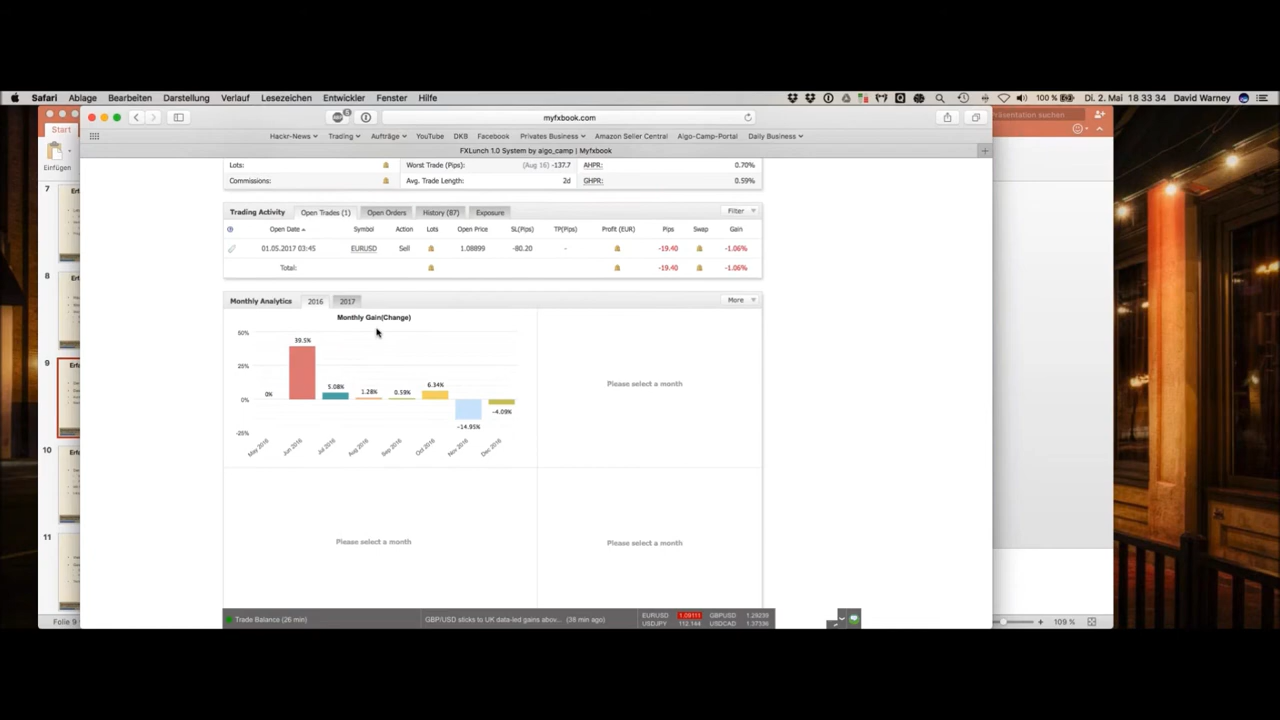 Safari Ablage Bearbeiten Darstellung Verlauf Lesezeichen Entwickler Fenster Hilfe 100 % Di. 2. Mai 18 33 34 David Warney
myfxbook.com
Präsentation suchen
Start
Hackr-News Trading Aufträge YouTube DKB Facebook Privates Business Amazon Seller Central Algo-Camp-Portal Daily Business
FXLunch 1.0 System by algo_camp | Myfxbook
Einfügen
Lots: Worst Trade (Pips): (Aug 16) -137.7 AHPR: 0.70%
Commissions: Avg. Trade Length: 2d GHPR: 0.59%
7
Trading Activity Open Trades (1) Open Orders History (87) Exposure Filter
Open Date Symbol Action Lots Open Price SL(Pips) TP(Pips) Profit (EUR) Pips Swap Gain
01.05.2017 03:45 EURUSD Sell 1.08899 -80.20 - -19.40 -1.06%
Total: -19.40 -1.06%
8
Monthly Analytics 2016 2017 More
Monthly Gain(Change)
50%
39.5%
25%
5.08%
6.34%
0%
1.28%
0.59%
0%
-4.09%
-14.95%
-25%
May 2016 Jun 2016 Jul 2016 Aug 2016 Sep 2016 Oct 2016 Nov 2016 Dec 2016
Please select a month
9
10
11
Please select a month
Please select a month
Trade Balance (26 min) GBP/USD sticks to UK data-led gains abov... (38 min ago)
EURUSD 1.09111 GBPUSD 1.29239
USDJPY 112.144 USDCAD 1.37336
Folie 9
109 %